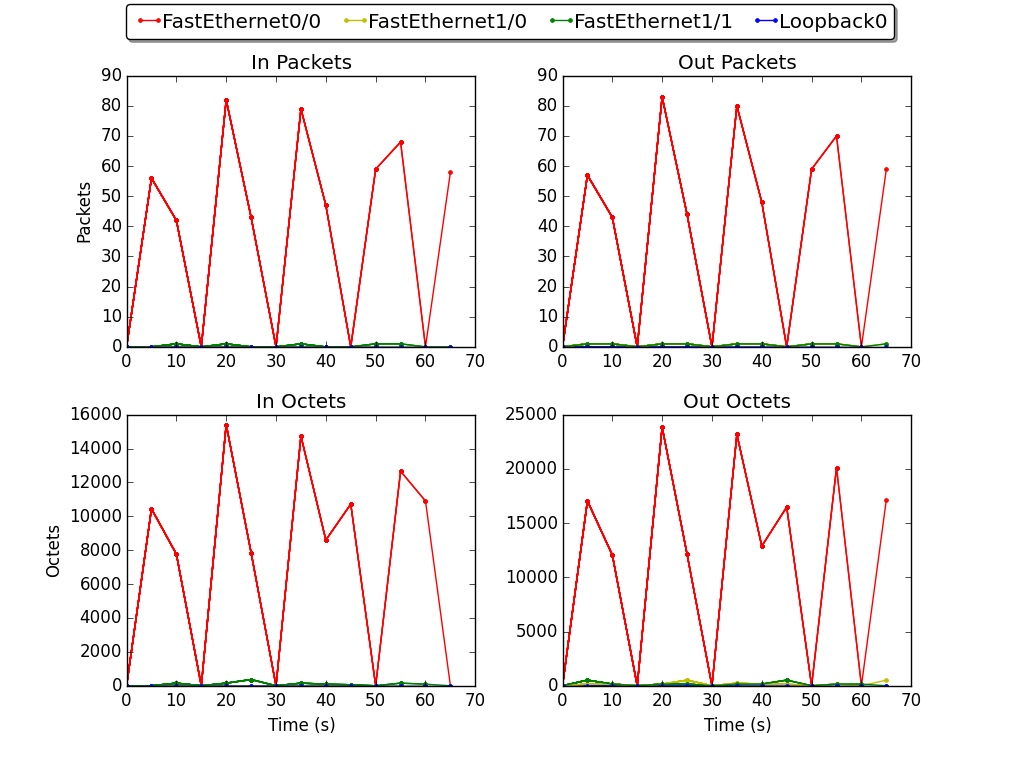 FastEthernet0/0 FastEthernet1/0 FastEthernet1/1 Loopback0
In Packets
90
80
70
60
50
40
30
20
10
0
Packets
0 10 20 30 40 50 60 70
Out Packets
90
80
70
60
50
40
30
20
10
0
0 10 20 30 40 50 60 70
In Octets
16000
14000
12000
10000
8000
6000
4000
2000
0
Octets
0 10 20 30 40 50 60 70
Time (s)
Out Octets
25000
20000
15000
10000
5000
0
0 10 20 30 40 50 60 70
Time (s)